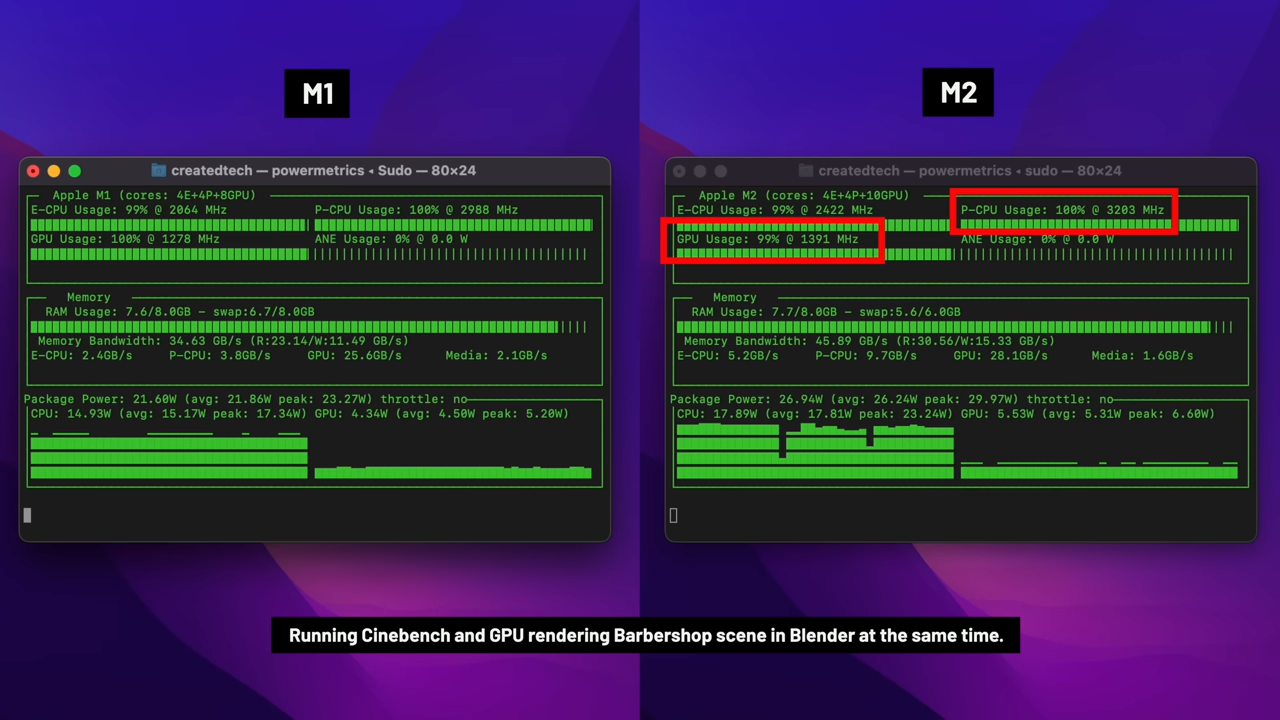 M1
createdtech — powermetrics ◂ Sudo — 80×24
Apple M1 (cores: 4E+4P+8GPU)
E-CPU Usage: 99% @ 2064 MHz P-CPU Usage: 100% @ 2988 MHz
GPU Usage: 100% @ 1278 MHz ANE Usage: 0% @ 0.0 W
Memory
RAM Usage: 7.6/8.0GB - swap:6.7/8.0GB
Memory Bandwidth: 34.63 GB/s (R:23.14/W:11.49 GB/s)
E-CPU: 2.4GB/s P-CPU: 3.8GB/s GPU: 25.6GB/s Media: 2.1GB/s
Package Power: 21.60W (avg: 21.86W peak: 23.27W) throttle: no
CPU: 14.93W (avg: 15.17W peak: 17.34W) GPU: 4.34W (avg: 4.50W peak: 5.20W)
M2
createdtech — powermetrics ◂ sudo — 80×24
Apple M2 (cores: 4E+4P+10GPU)
E-CPU Usage: 99% @ 2422 MHz P-CPU Usage: 100% @ 3203 MHz
GPU Usage: 99% @ 1391 MHz ANE Usage: 0% @ 0.0 W
Memory
RAM Usage: 7.7/8.0GB - swap:5.6/6.0GB
Memory Bandwidth: 45.89 GB/s (R:30.56/W:15.33 GB/s)
E-CPU: 5.2GB/s P-CPU: 9.7GB/s GPU: 28.1GB/s Media: 1.6GB/s
Package Power: 26.94W (avg: 26.24W peak: 29.97W) throttle: no
CPU: 17.89W (avg: 17.81W peak: 23.24W) GPU: 5.53W (avg: 5.31W peak: 6.60W)
Running Cinebench and GPU rendering Barbershop scene in Blender at the same time.